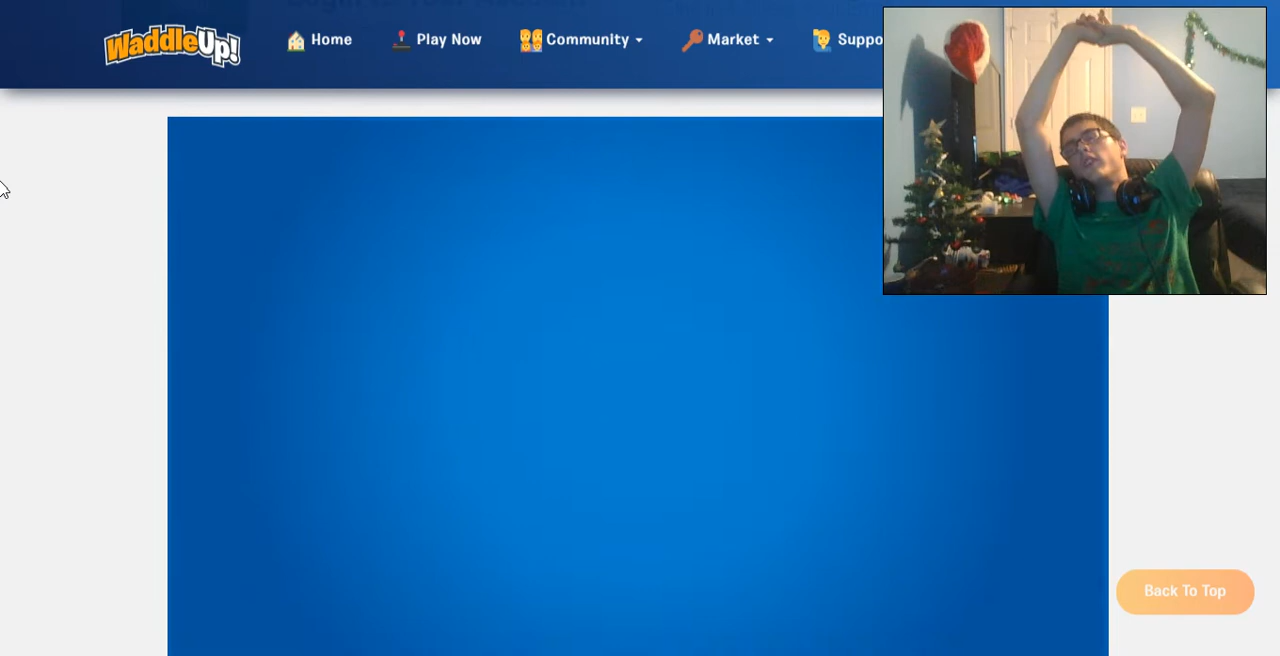 WaddleUp!
Home
Play Now
Community
Market
Suppo
Back To Top